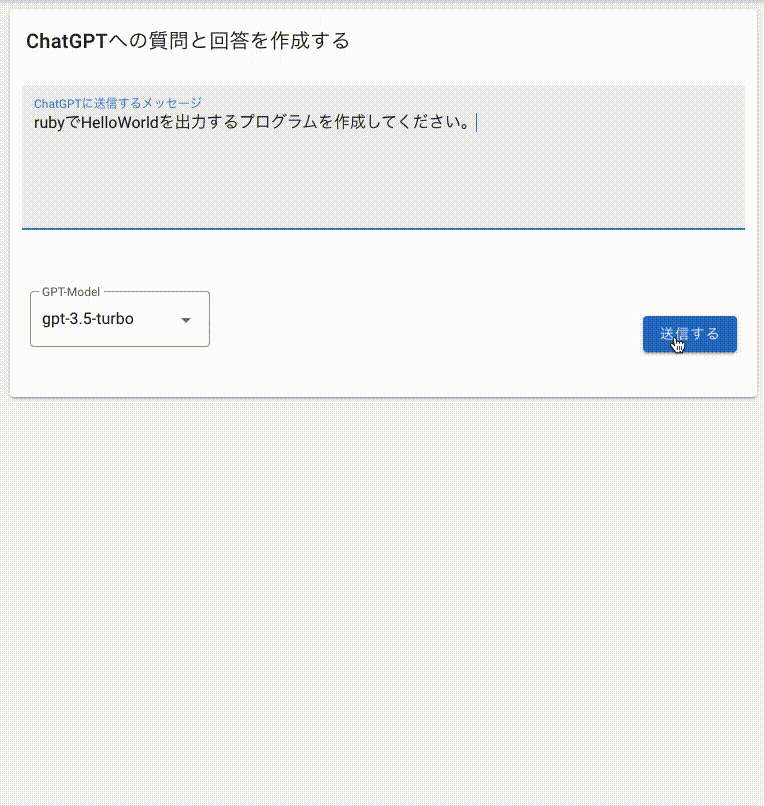 ChatGPTへの質問と回答を作成する
ChatGPTに送信するメッセージ
rubyでHelloWorldを出力するプログラムを作成してください。
GPT-Model
gpt-3.5-turbo
送信する